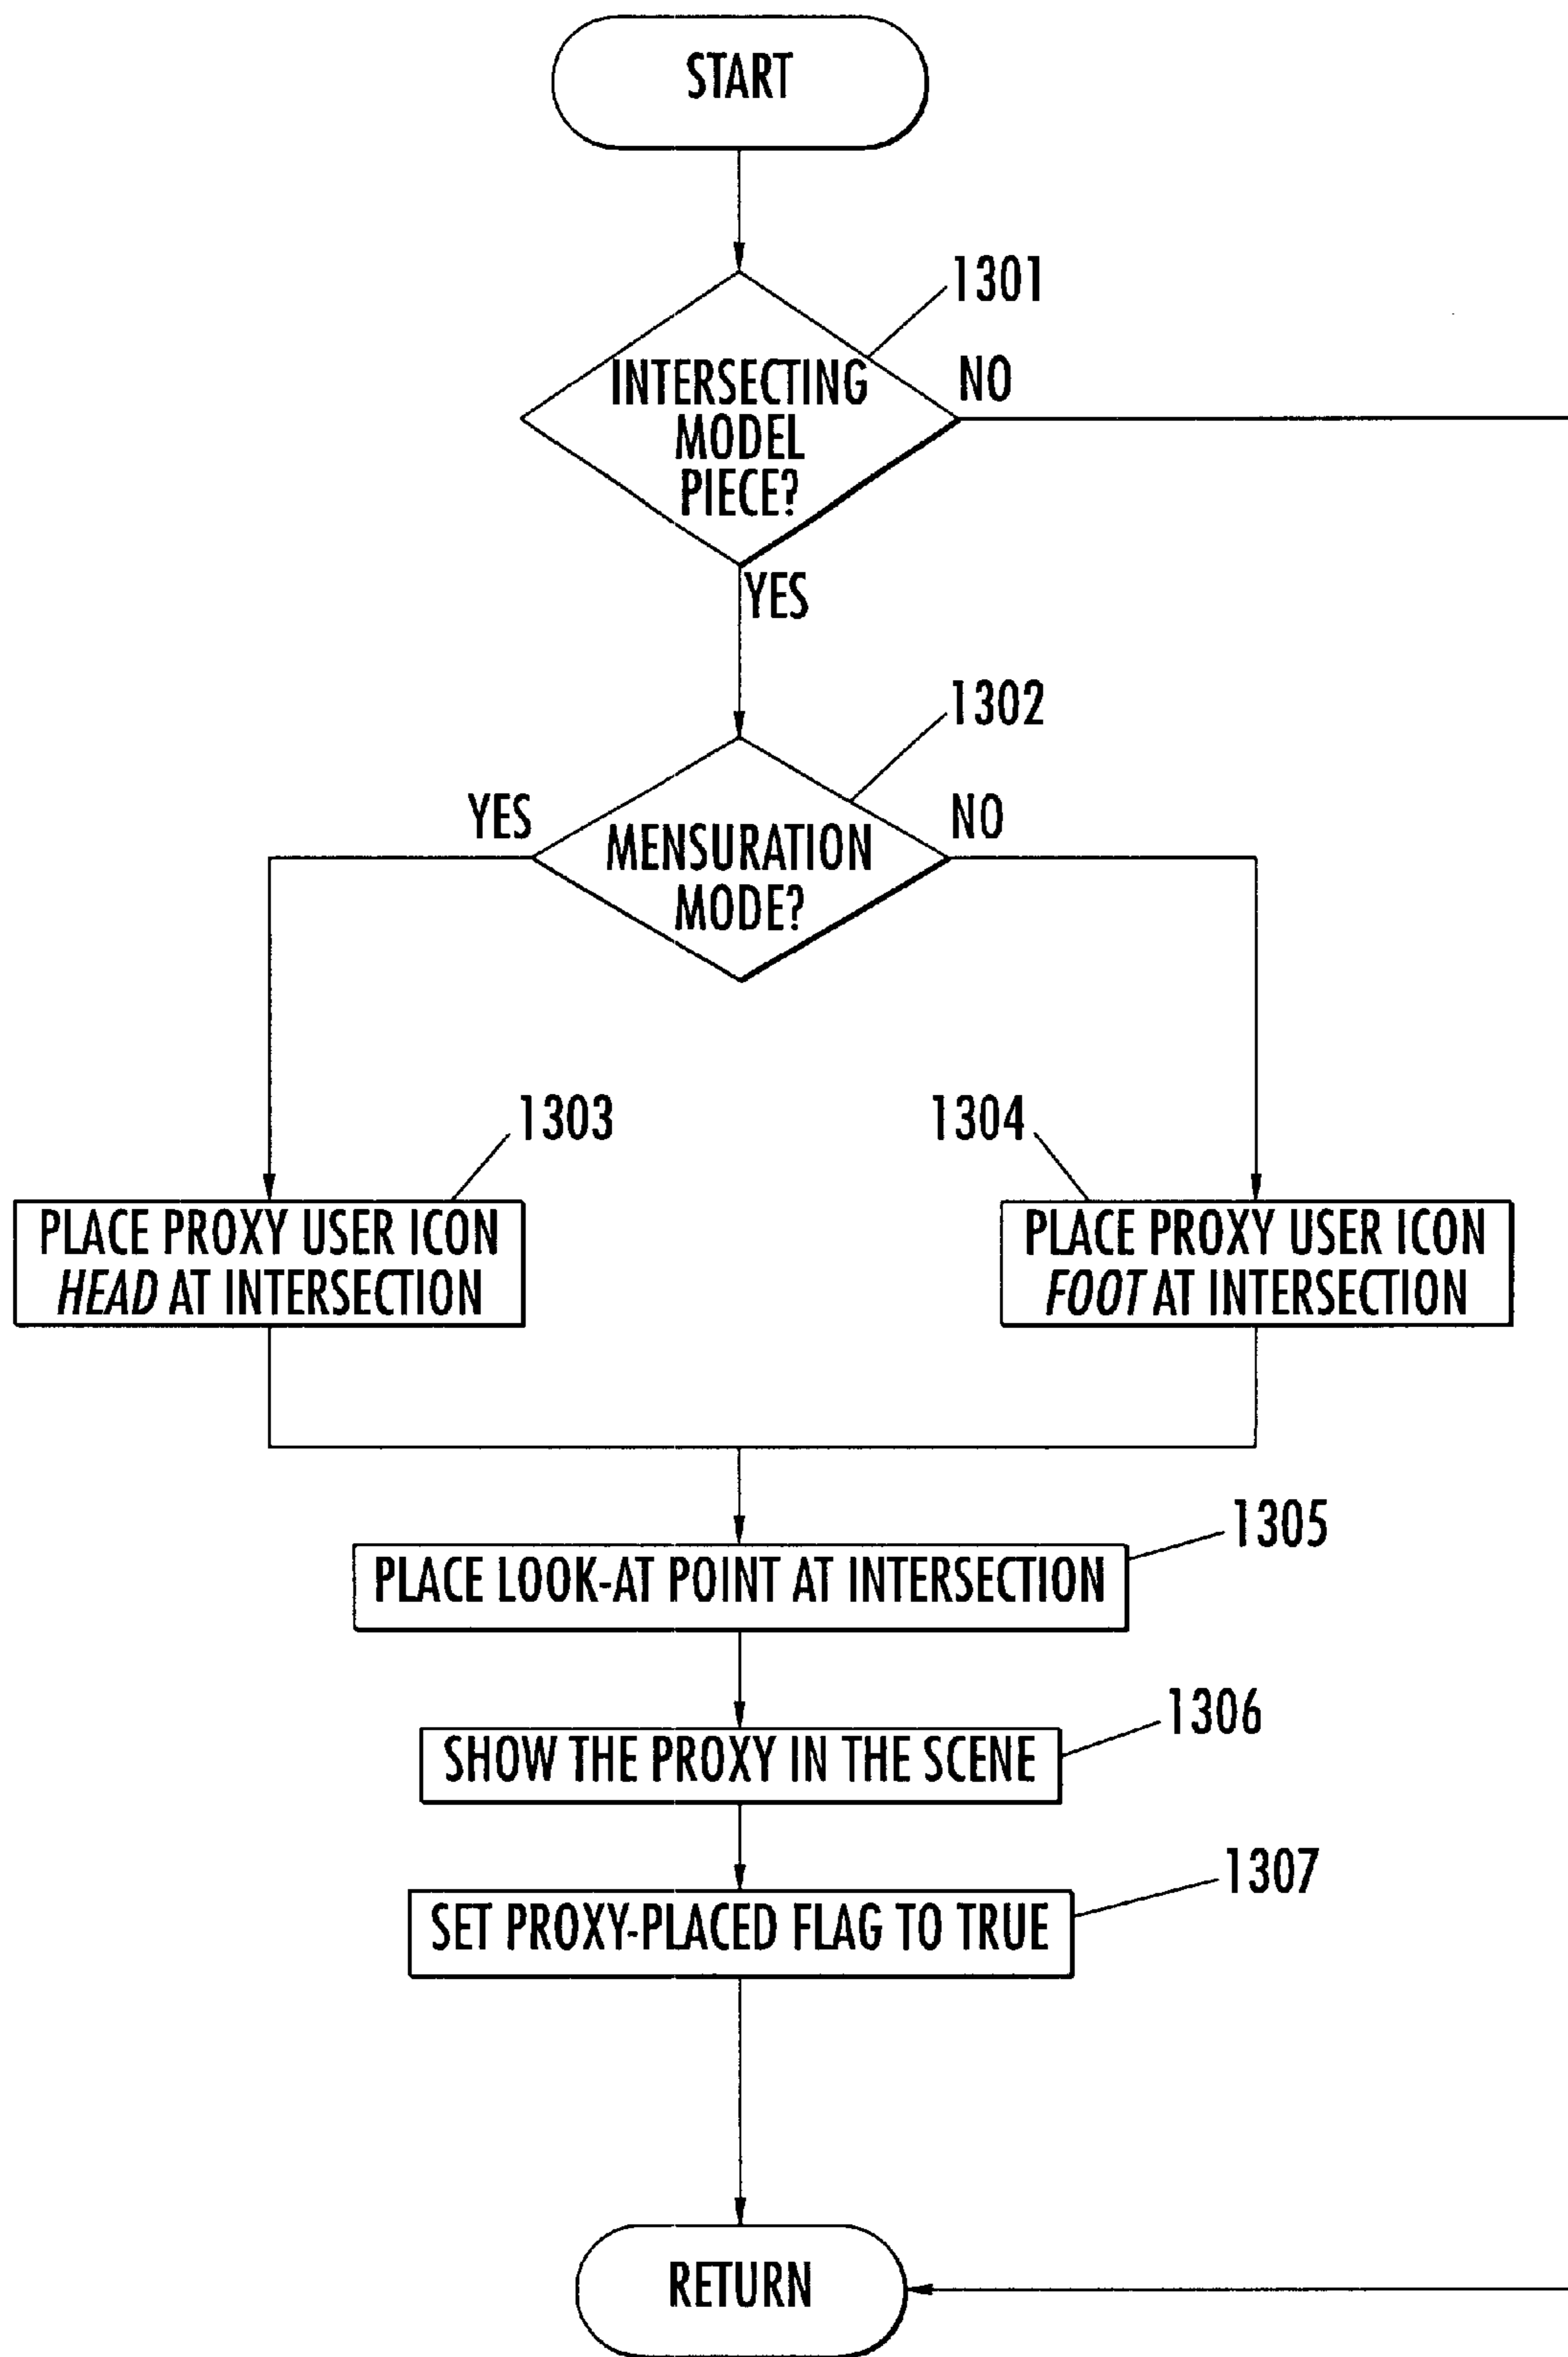 START
1301
INTERSECTING
MODEL
PIECE?
NO
YES
1302
YES
MENSURATION
MODE?
NO
1303
1304
PLACE PROXY USER ICON
HEAD AT INTERSECTION
PLACE PROXY USER ICON
FOOT AT INTERSECTION
1305
PLACE LOOK-AT POINT AT INTERSECTION
1306
SHOW THE PROXY IN THE SCENE
1307
SET PROXY-PLACED FLAG TO TRUE
RETURN